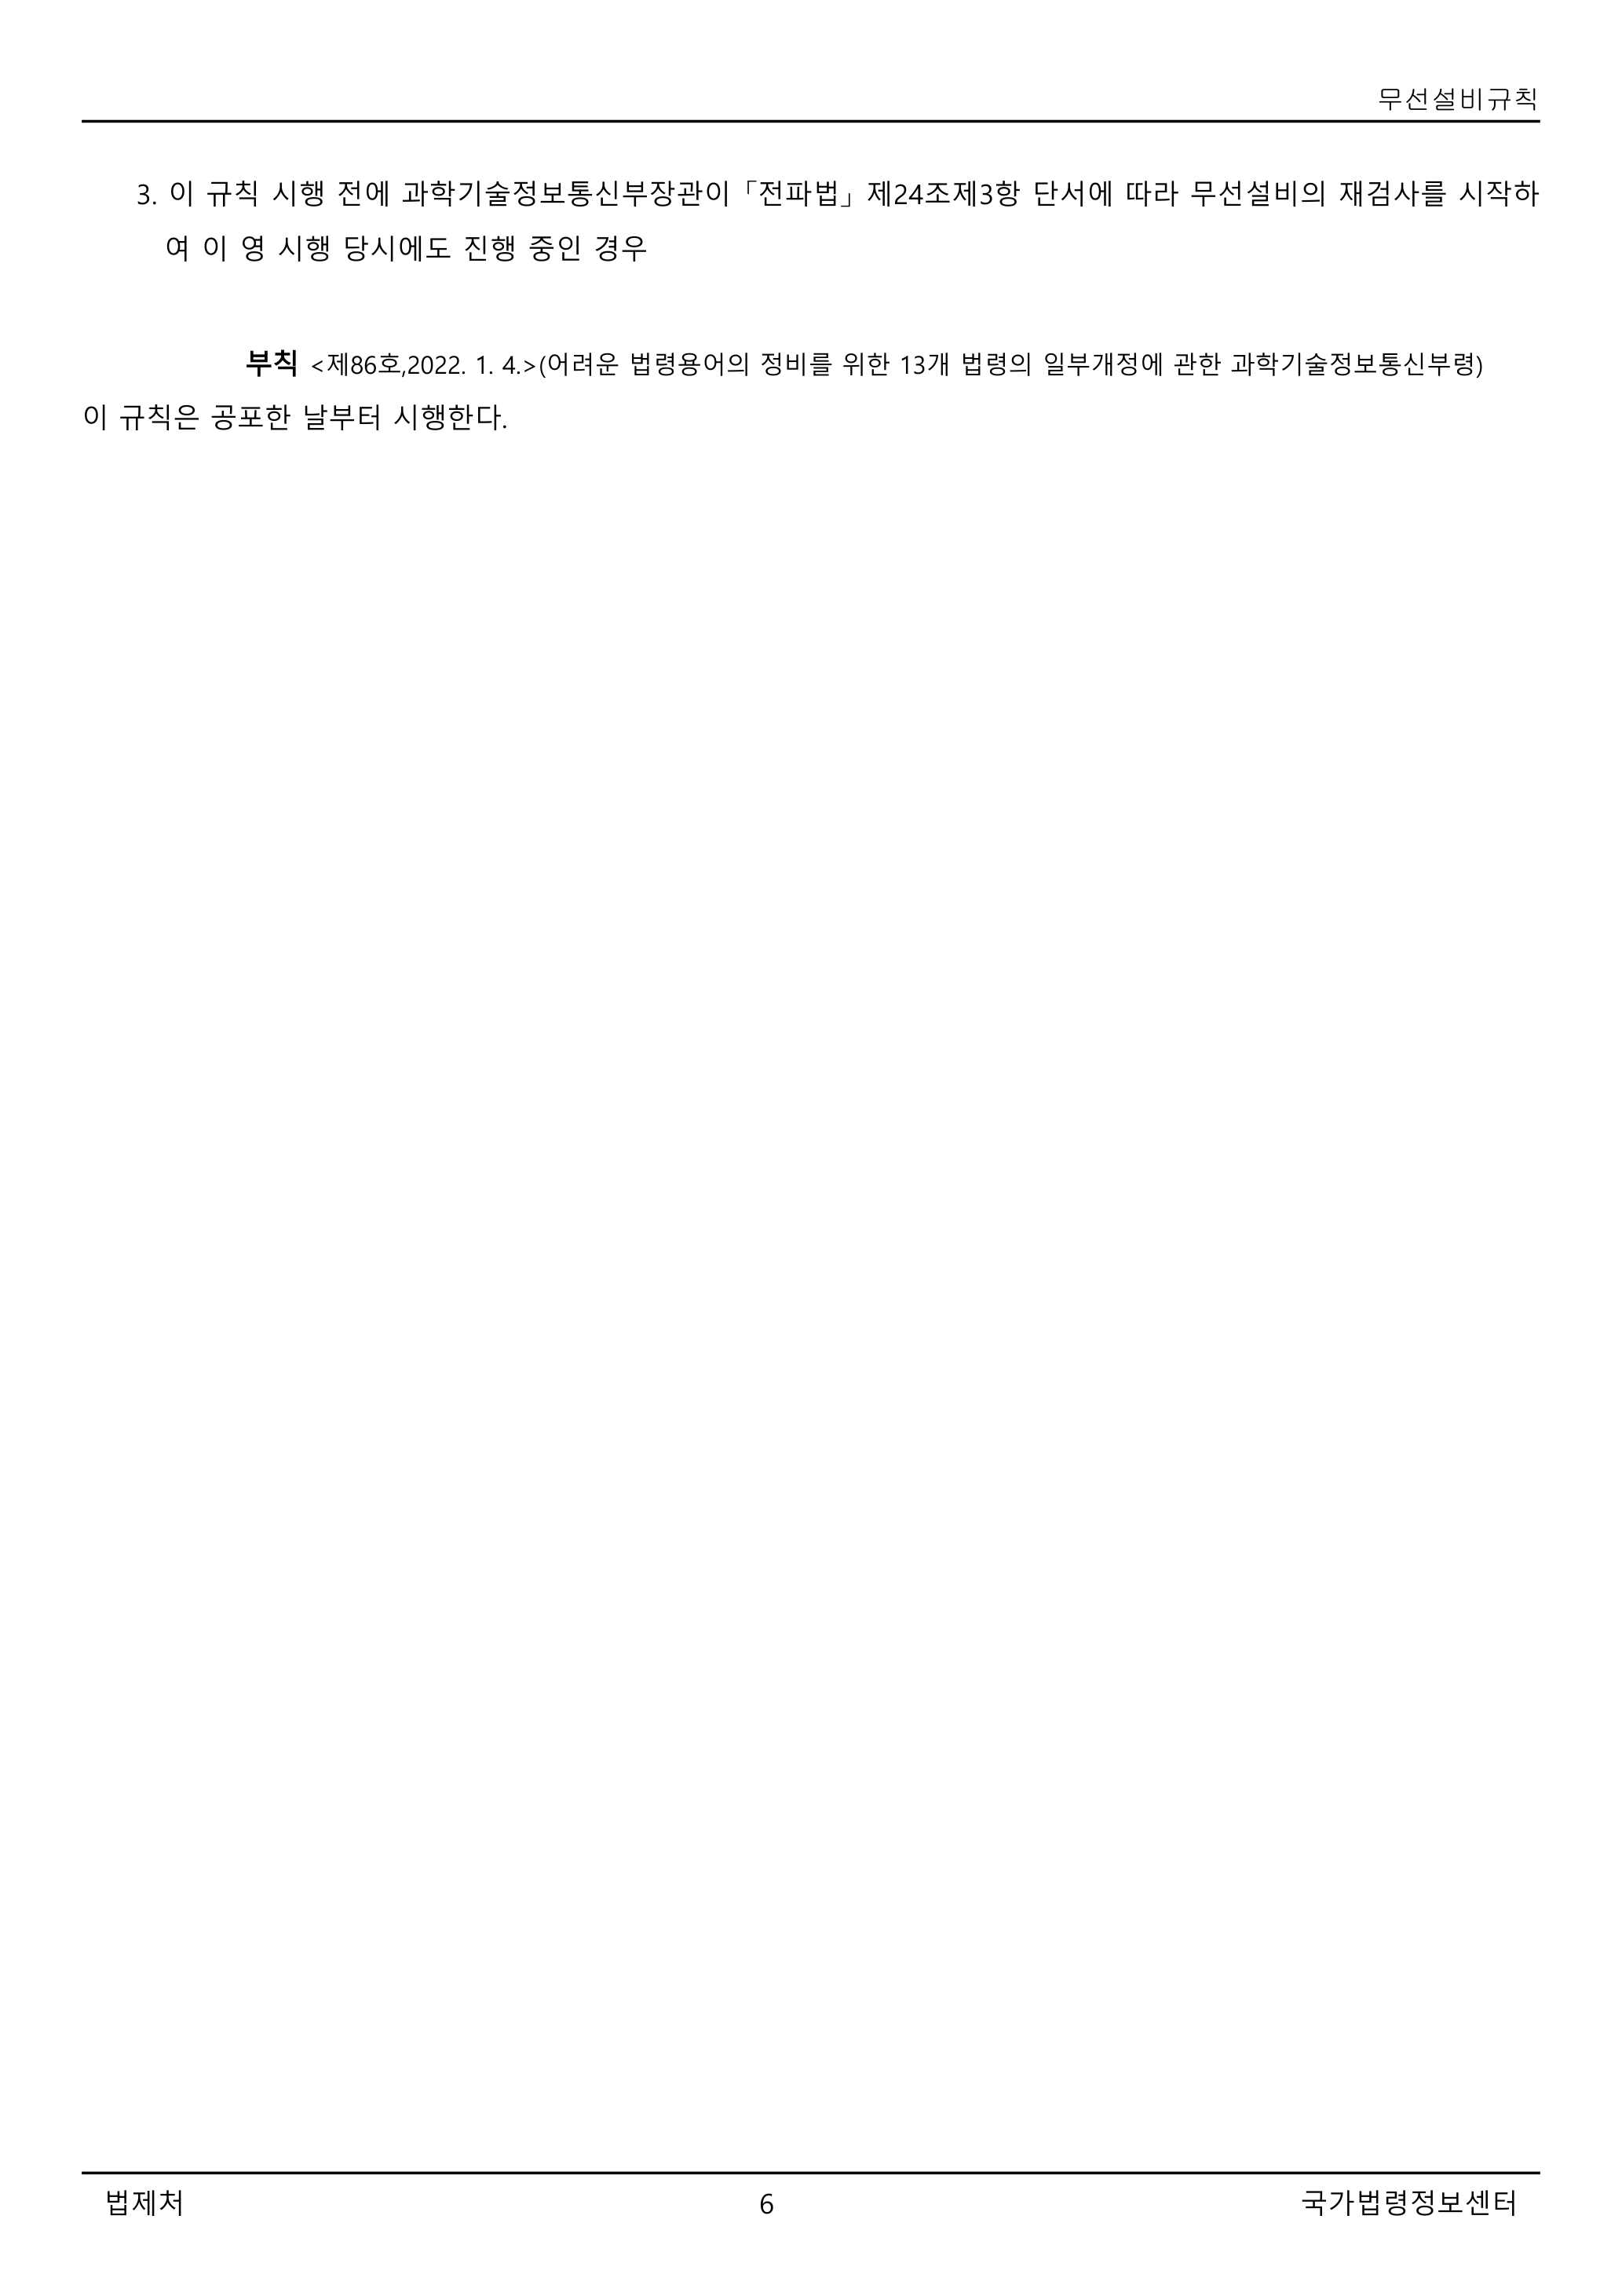 무선설비규칙
3. 이 규칙 시행 전에 과학기술정보통신부장관이「전파법」제24조제3항 단서에 따라 무선설비의 재검사를 시작하
여 이 영 시행 당시에도 진행 중인 경우
부칙 <제86호,2022. 1. 4.>(어려운 법령용어의 정비를 위한 13개 법령의 일부개정에 관한 과학기술정보통신부령)
이 규칙은 공포한 날부터 시행한다.
법제처 6 국가법령정보센터